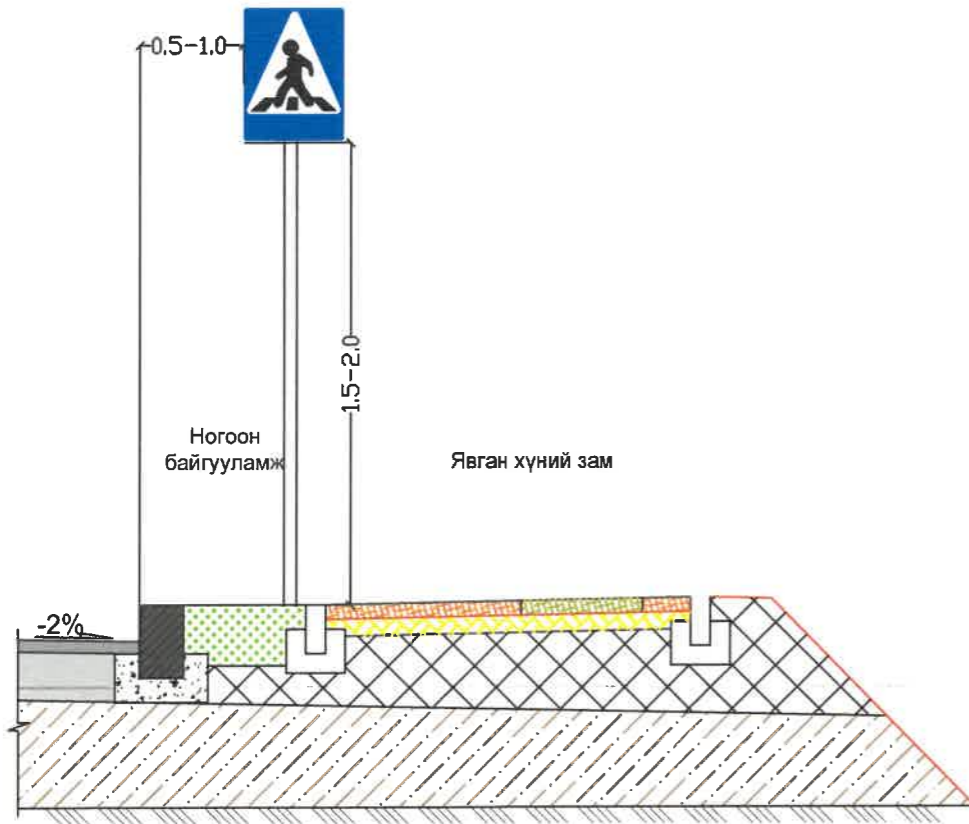 0.5-1.0
1.5-2.0
Ногоон
байгууламж
Явган хүний зам
-2%